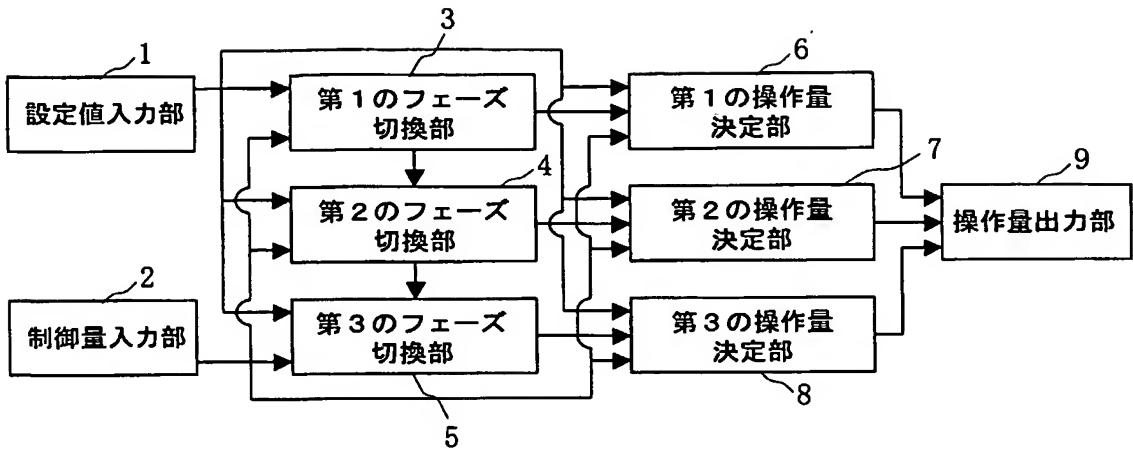 1
設定値入力部
2
制御量入力部
3
第1のフェーズ
切換部
4
第2のフェーズ
切換部
第3のフェーズ
切換部
5
6
第1の操作量
決定部
7
第2の操作量
決定部
第3の操作量
決定部
8
9
操作量出力部